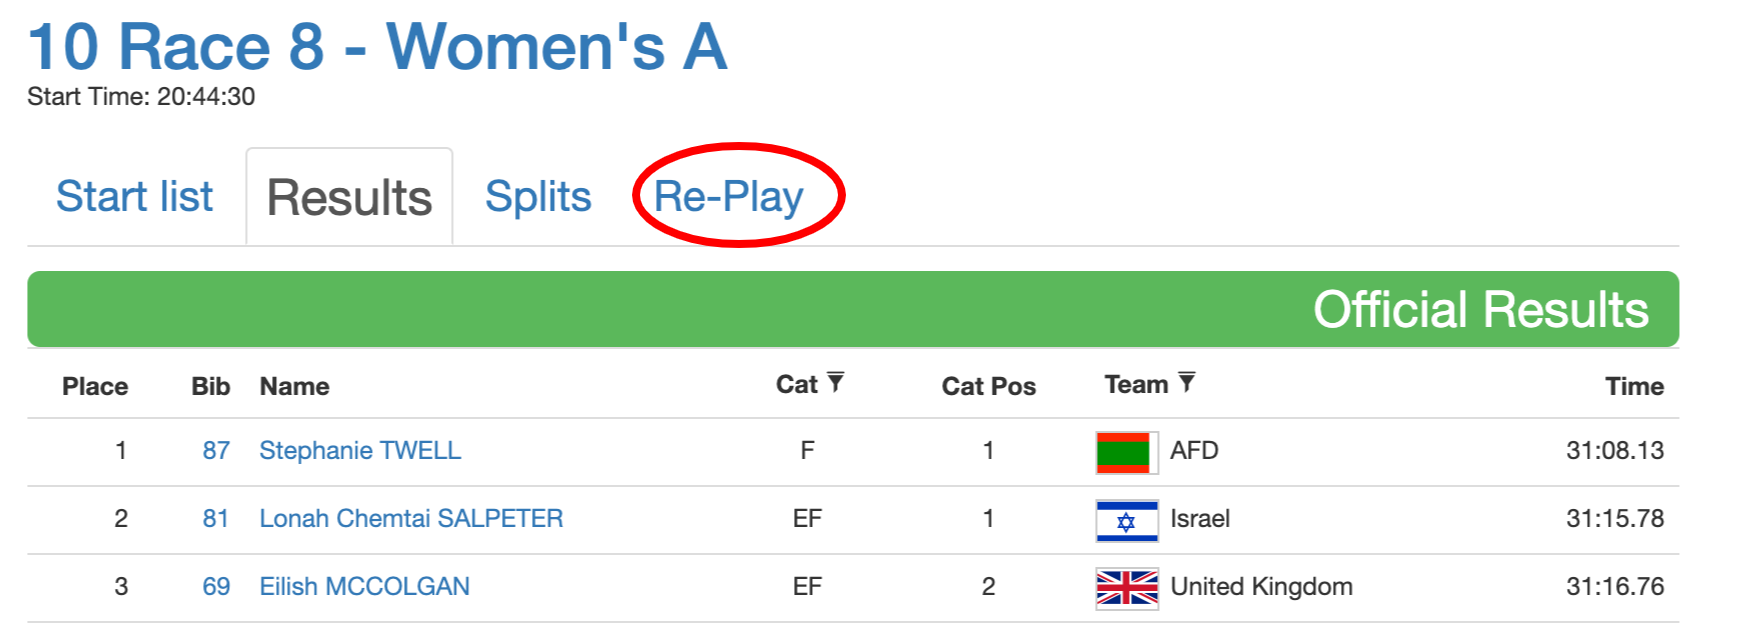 10 Race 8 - Women's A
Start Time: 20:44:30
Start list Results Splits Re-Play
Official Results
Place Bib Name Cat Cat Pos Team Time
1 87 Stephanie TWELL F 1 AFD 31:08.13
2 81 Lonah Chemtai SALPETER EF 1 Israel 31:15.78
3 69 Eilish MCCOLGAN EF 2 United Kingdom 31:16.76